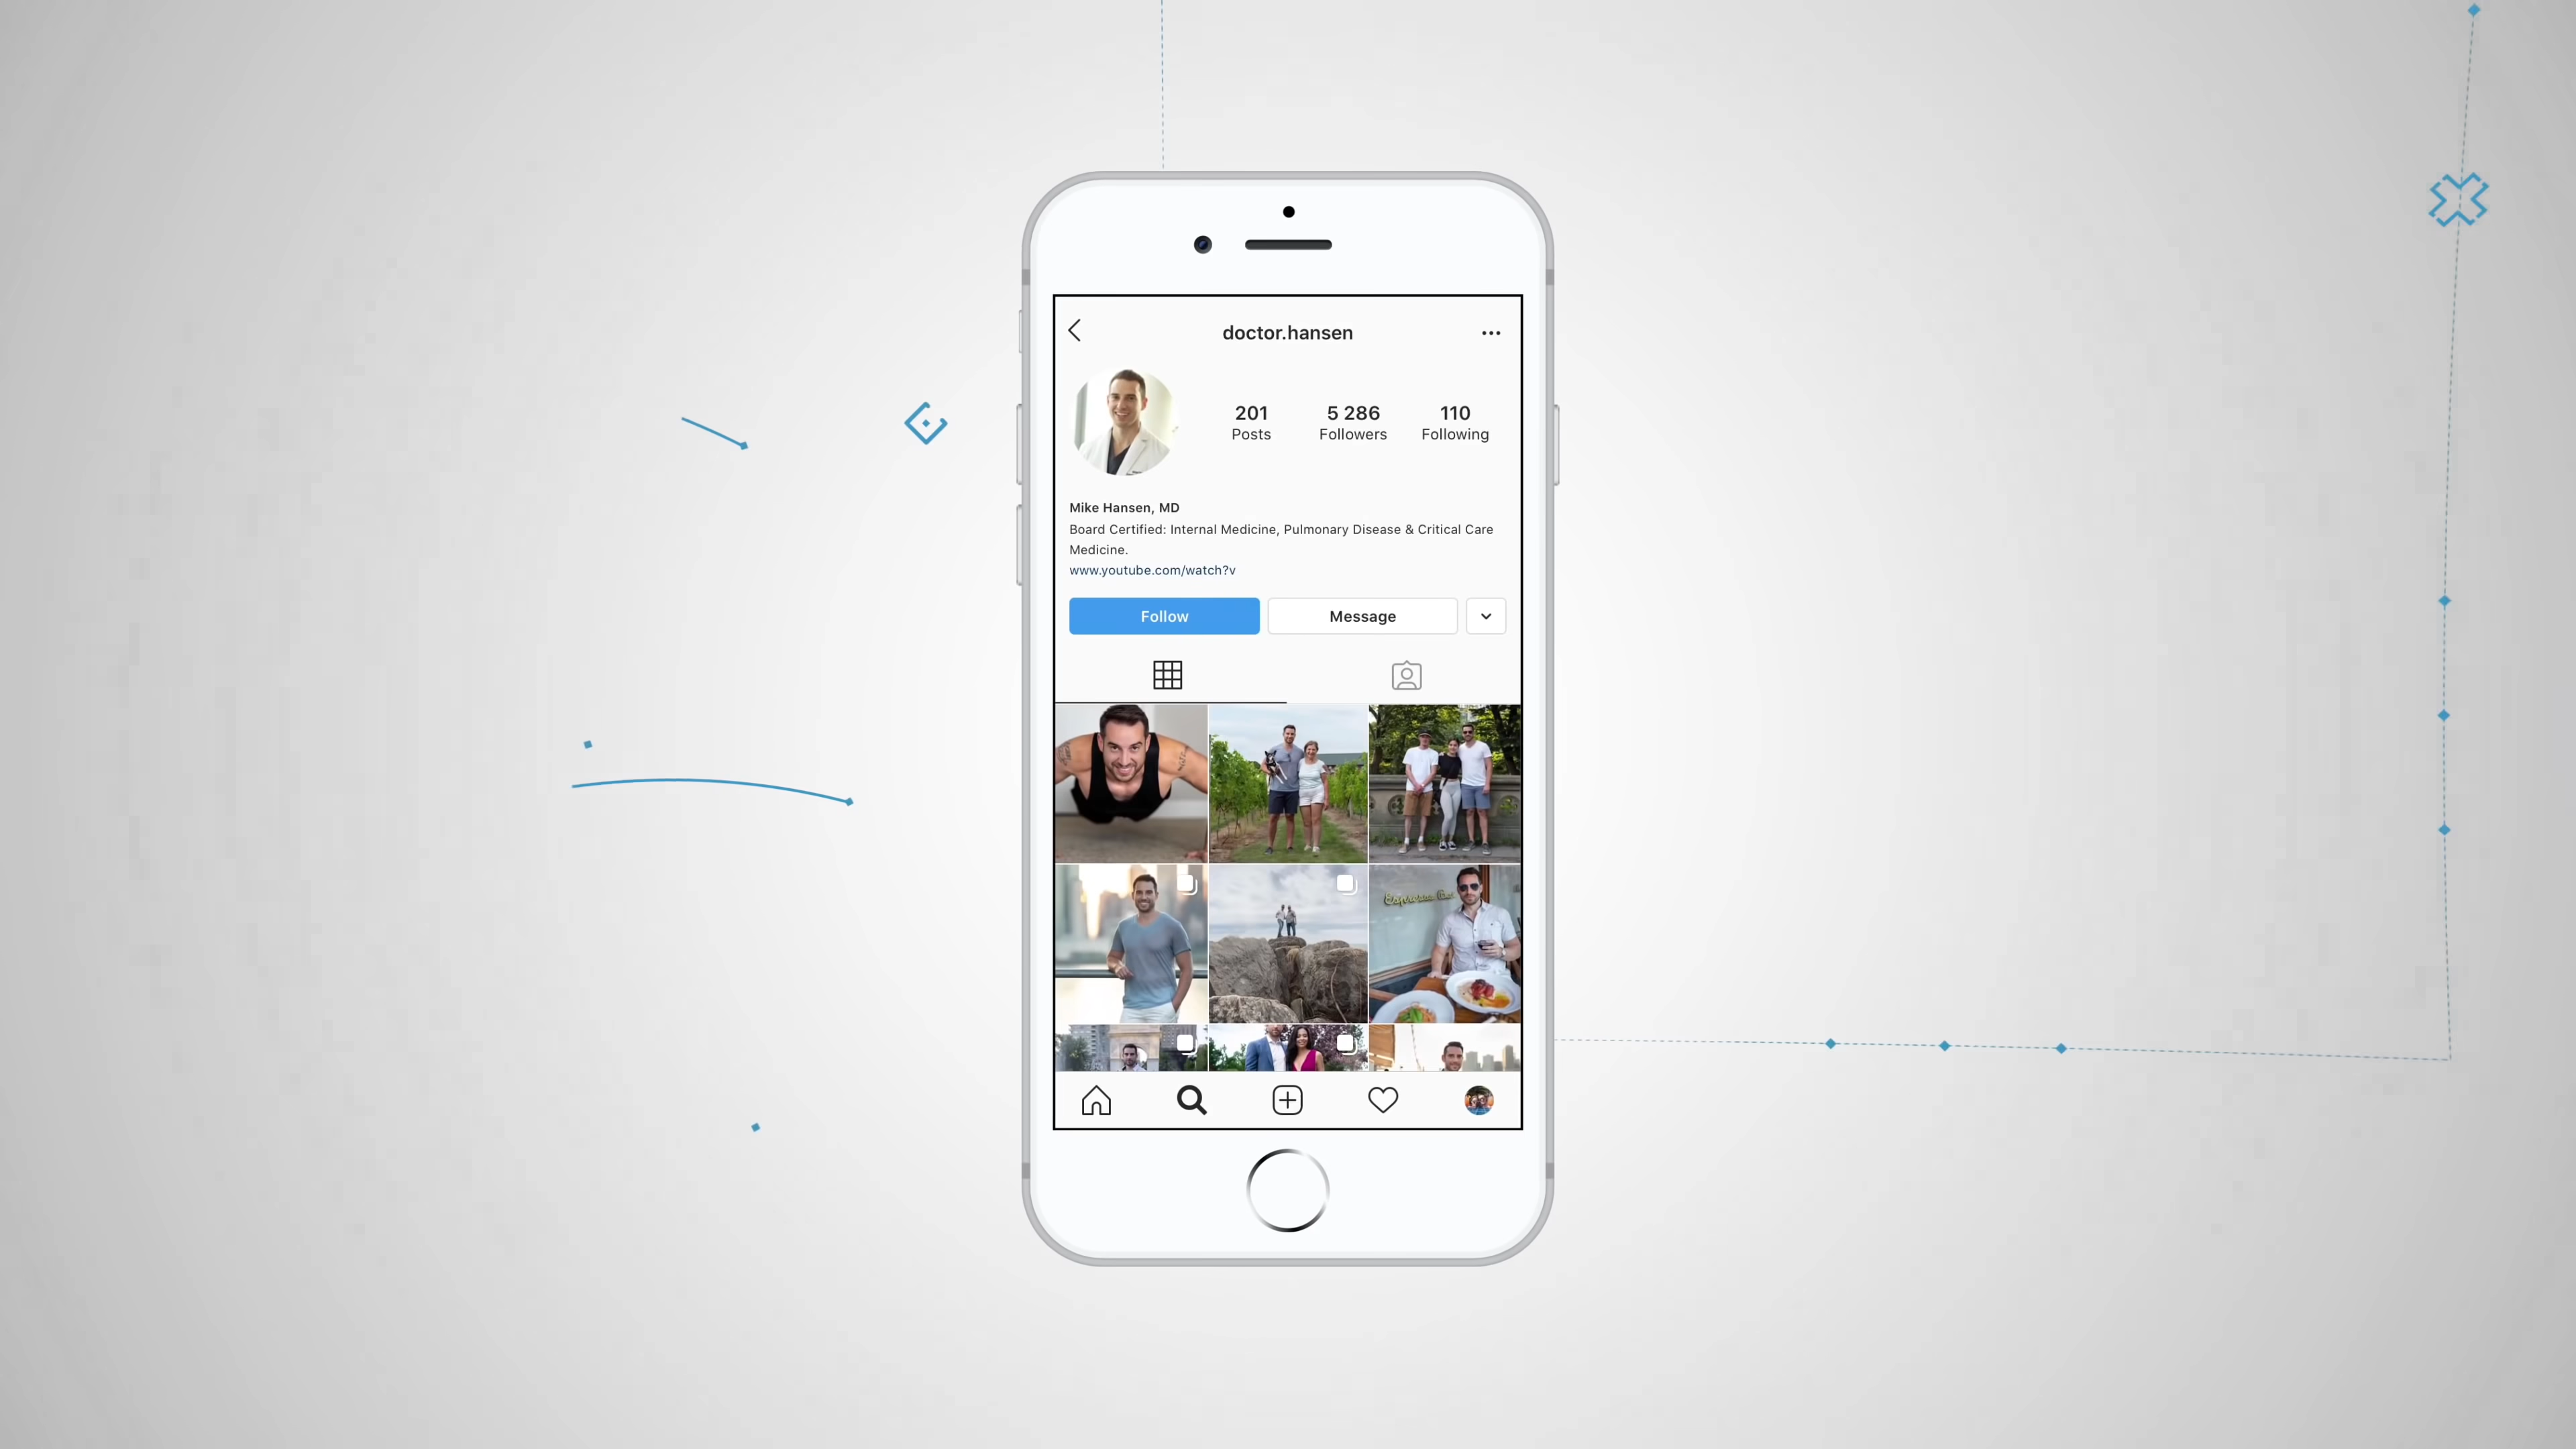 doctor.hansen
201
Posts
5 286
Followers
110
Following
Mike Hansen, MD
Board Certified: Internal Medicine, Pulmonary Disease & Critical Care
Medicine.
www.youtube.com/watch?v
Follow
Message